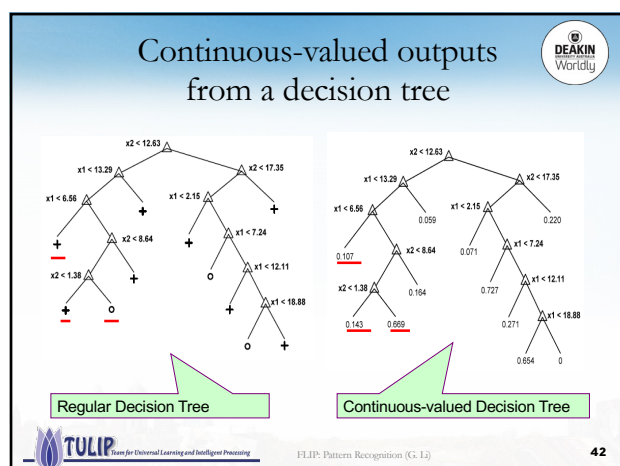 Continuous-valued outputs
from a decision tree
DEAKIN
UNIVERSITY AUSTRALIA
Worldly
x2 < 12.63
x1 < 13.29
x2 < 17.35
x1 < 6.56
x1 < 2.15
+
+
x2 < 8.64
x1 < 7.24
+
+
x2 < 1.38
+
o
x1 < 12.11
+
o
+
x1 < 18.88
o
+
x2 < 12.63
x1 < 13.29
x2 < 17.35
x1 < 6.56
x1 < 2.15
0.059
0.220
x2 < 8.64
x1 < 7.24
0.107
0.071
x2 < 1.38
0.164
0.727
x1 < 12.11
0.143
0.669
0.271
x1 < 18.88
0.654
0
Regular Decision Tree
Continuous-valued Decision Tree
TULIP Team for Universal Learning and Intelligent Processing
FLIP: Pattern Recognition (G. Li)
42